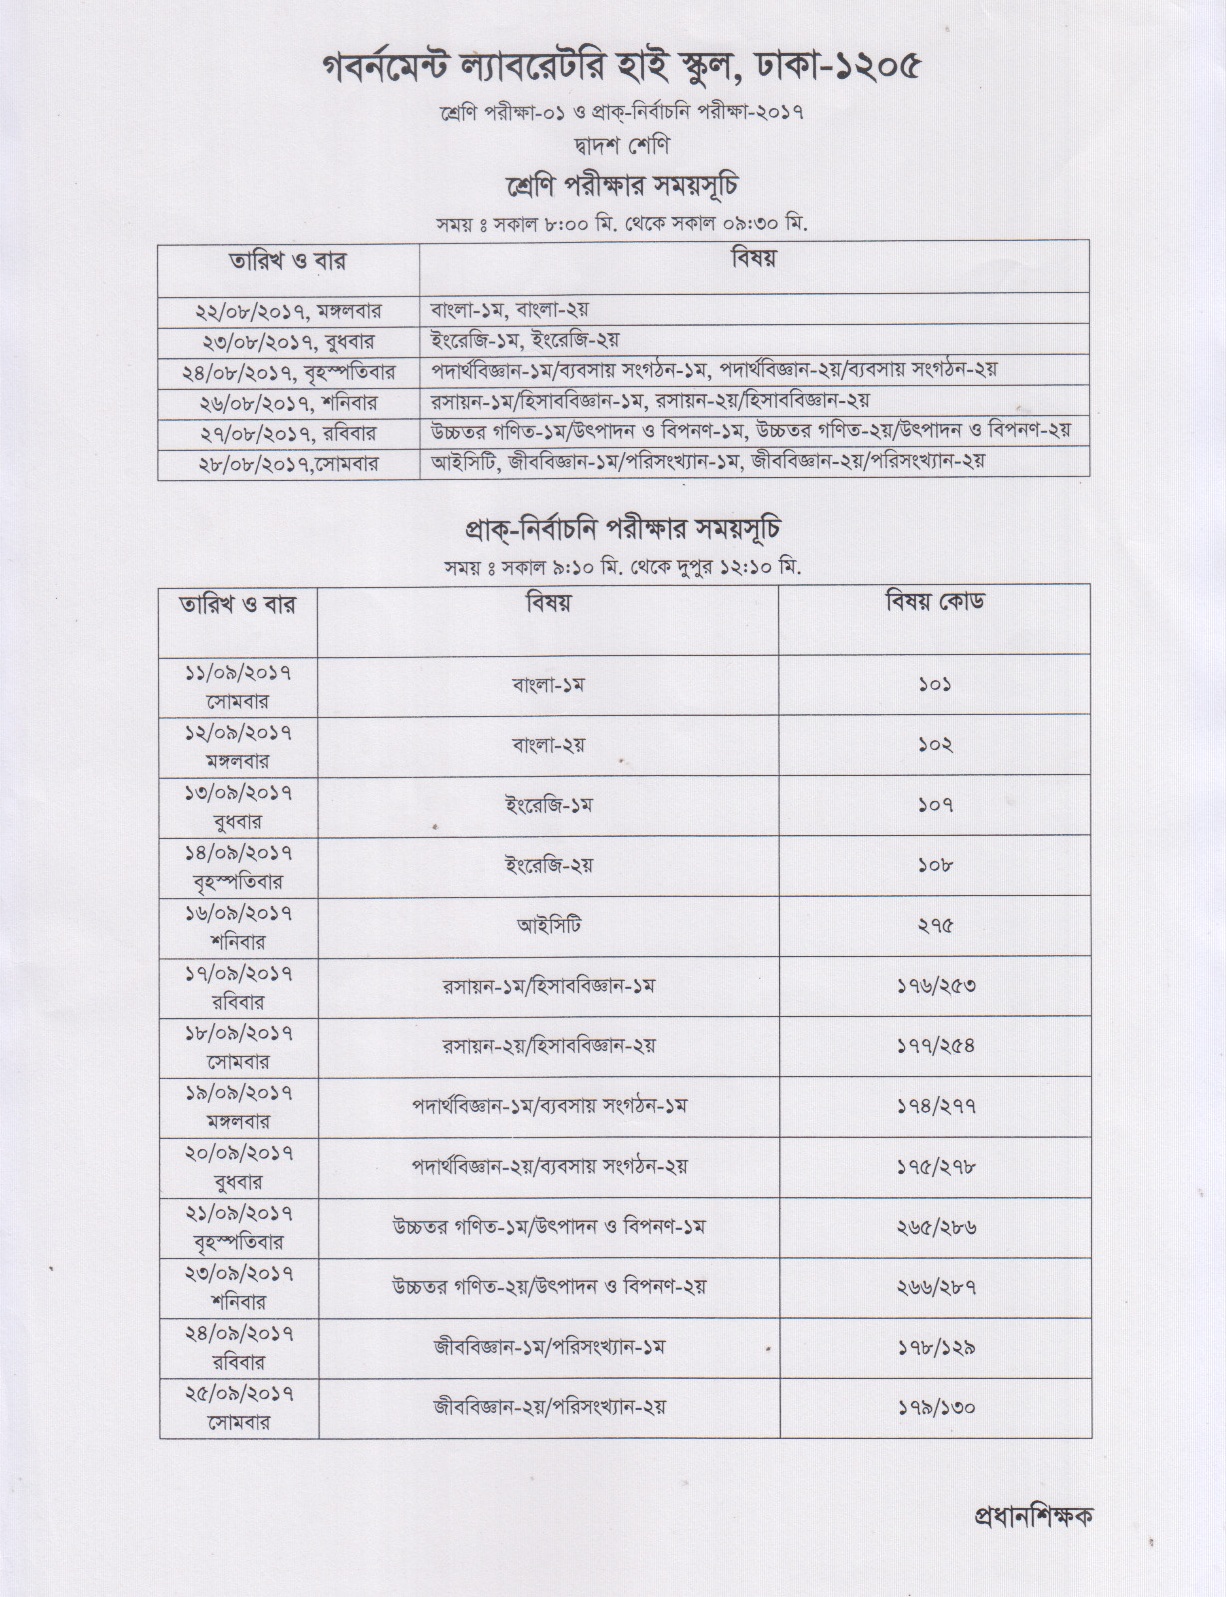 গবর্নমেন্ট ল্যাবরেটরি হাই স্কুল, ঢাকা-১২০৫
শ্রেণি পরীক্ষা-০১ ও প্রাক্-নির্বাচনি পরীক্ষা-২০১৭
দ্বাদশ শ্রেণি
শ্রেণি পরীক্ষার সময়সূচি
সময় ঃ সকাল ৮:০০ মি. থেকে সকাল ০৯:৩০ মি.
তারিখ ও বার বিষয়
২২/০৮/২০১৭, মঙ্গলবার বাংলা-১ম, বাংলা-২য়
২৩/০৮/২০১৭, বুধবার ইংরেজি-১ম, ইংরেজি-২য়
২৪/০৮/২০১৭, বৃহস্পতিবার পদার্থবিজ্ঞান-১ম/ব্যবসায় সংগঠন-১ম, পদার্থবিজ্ঞান-২য়/ব্যবসায় সংগঠন-২য়
২৬/০৮/২০১৭, শনিবার রসায়ন-১ম/হিসাববিজ্ঞান-১ম, রসায়ন-২য়/হিসাববিজ্ঞান-২য়
২৭/০৮/২০১৭, রবিবার উচ্চতর গণিত-১ম/উৎপাদন ও বিপনণ-১ম, উচ্চতর গণিত-২য়/উৎপাদন ও বিপনণ-২য়
২৮/০৮/২০১৭,সোমবার আইসিটি, জীববিজ্ঞান-১ম/পরিসংখ্যান-১ম, জীববিজ্ঞান-২য়/পরিসংখ্যান-২য়
প্রাক্-নির্বাচনি পরীক্ষার সময়সূচি
সময় ঃ সকাল ৯:১০ মি. থেকে দুপুর ১২:১০ মি.
তারিখ ও বার বিষয় বিষয় কোড
১১/০৯/২০১৭
সোমবার বাংলা-১ম ১০১
১২/০৯/২০১৭
মঙ্গলবার বাংলা-২য় ১০২
১৩/০৯/২০১৭
বুধবার ইংরেজি-১ম ১০৭
১৪/০৯/২০১৭
বৃহস্পতিবার ইংরেজি-২য় ১০৮
১৬/০৯/২০১৭
শনিবার আইসিটি ২৭৫
১৭/০৯/২০১৭
রবিবার রসায়ন-১ম/হিসাববিজ্ঞান-১ম ১৭৬/২৫৩
১৮/০৯/২০১৭
সোমবার রসায়ন-২য়/হিসাববিজ্ঞান-২য় ১৭৭/২৫৪
১৯/০৯/২০১৭
মঙ্গলবার পদার্থবিজ্ঞান-১ম/ব্যবসায় সংগঠন-১ম ১৭৪/২৭৭
২০/০৯/২০১৭
বুধবার পদার্থবিজ্ঞান-২য়/ব্যবসায় সংগঠন-২য় ১৭৫/২৭৮
২১/০৯/২০১৭
বৃহস্পতিবার উচ্চতর গণিত-১ম/উৎপাদন ও বিপনণ-১ম ২৬৫/২৮৬
২৩/০৯/২০১৭
শনিবার উচ্চতর গণিত-২য়/উৎপাদন ও বিপনণ-২য় ২৬৬/২৮৭
২৪/০৯/২০১৭
রবিবার জীববিজ্ঞান-১ম/পরিসংখ্যান-১ম ১৭৮/১২৯
২৫/০৯/২০১৭
সোমবার জীববিজ্ঞান-২য়/পরিসংখ্যান-২য় ১৭৯/১৩০
প্রধানশিক্ষক